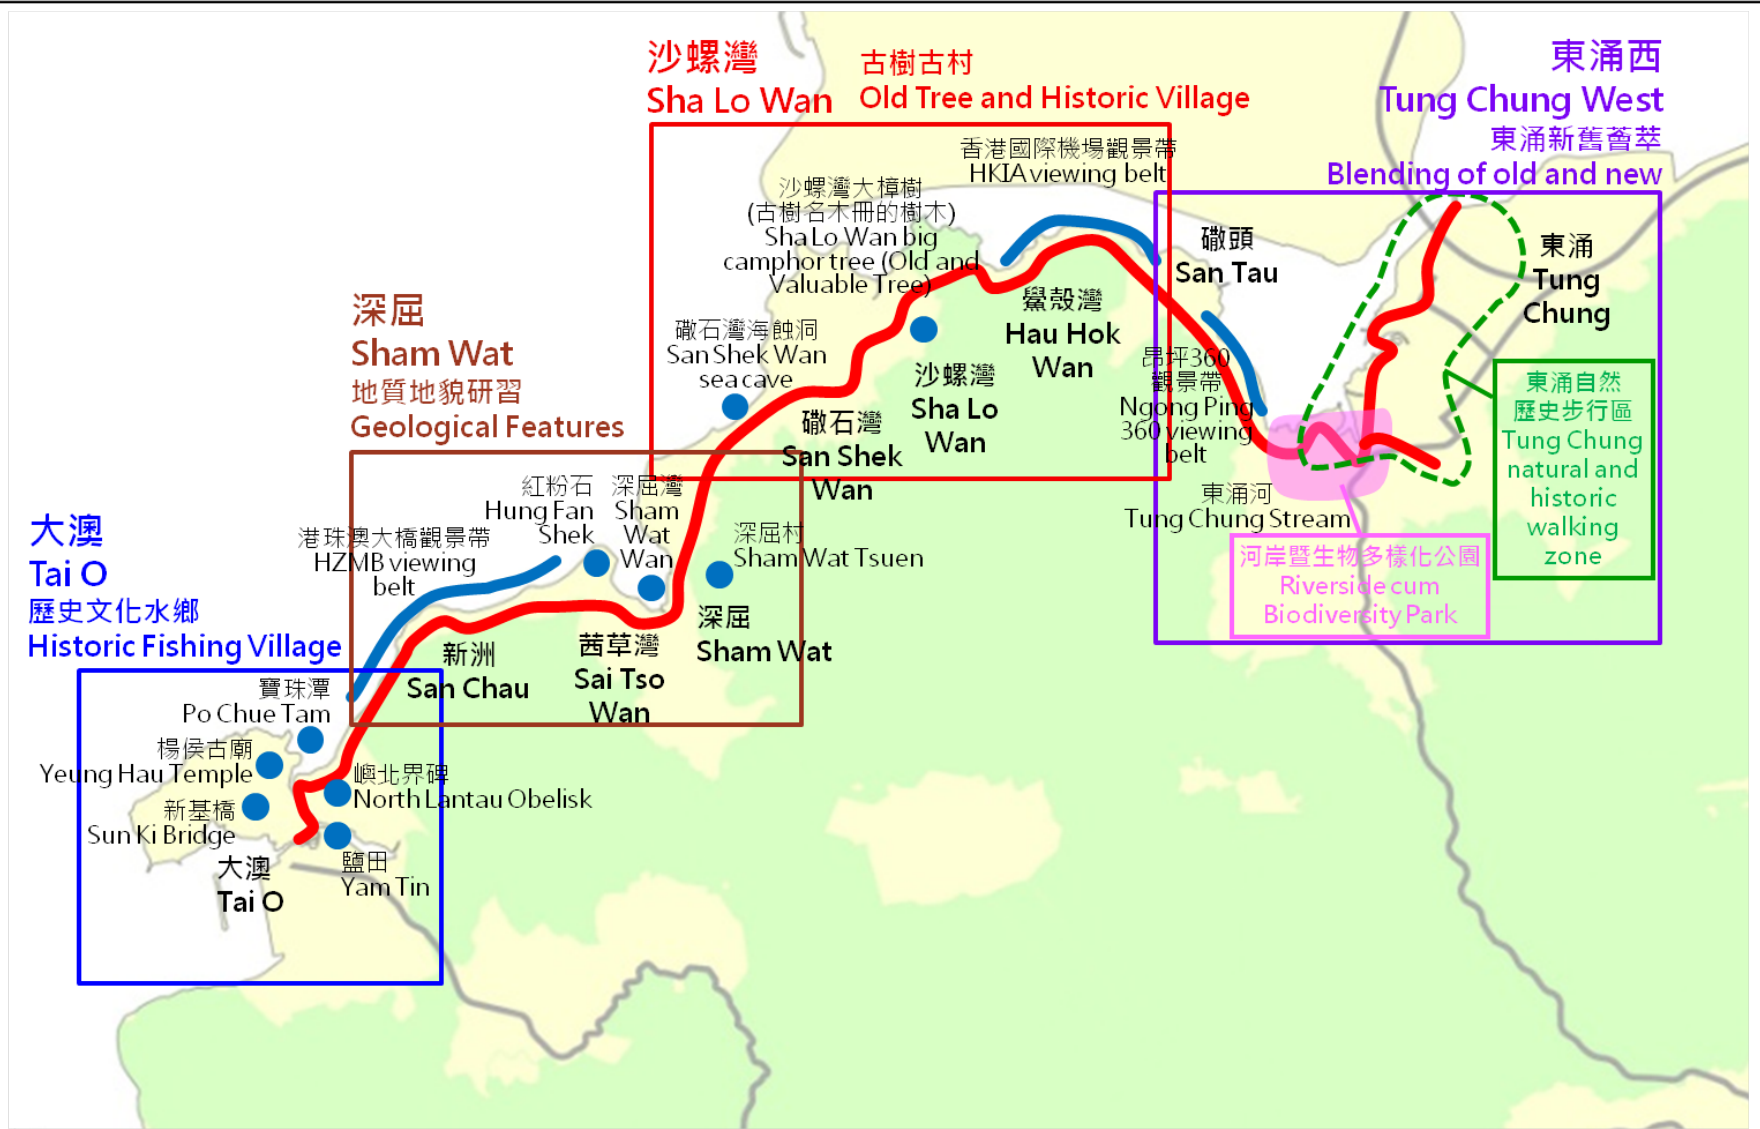 沙螺灣
Sha Lo Wan
古樹古村
Old Tree and Historic Village
東涌西
Tung Chung West
東涌新舊薈萃
Blending of old and new
香港國際機場觀景帶
HKIA viewing belt
沙螺灣大樟樹
(古樹名木冊的樹木)
Sha Lo Wan big
camphor tree (Old and
Valuable Tree)
䃟頭
San Tau
東涌
Tung
Chung
鱟殼灣
Hau Hok
Wan
深屈
Sham Wat
地質地貌研習
Geological Features
䃟石灣海蝕洞
San Shek Wan
sea cave
沙螺灣
Sha Lo
Wan
䃟石灣
San Shek
Wan
昂坪360
觀景帶
Ngong Ping
360 viewing
belt
東涌自然
歷史步行區
Tung Chung
natural and
historic
walking
zone
東涌河
Tung Chung Stream
河岸暨生物多樣化公園
Riverside cum
Biodiversity Park
紅粉石
Hung Fan
Shek
深屈灣
Sham
Wat
Wan
深屈村
Sham Wat Tsuen
港珠澳大橋觀景帶
HZMB viewing
belt
深屈
Sham Wat
茜草灣
Sai Tso
Wan
新洲
San Chau
大澳
Tai O
歷史文化水鄉
Historic Fishing Village
寶珠潭
Po Chue Tam
楊侯古廟
Yeung Hau Temple
新基橋
Sun Ki Bridge
嶼北界碑
North Lantau Obelisk
鹽田
Yam Tin
大澳
Tai O